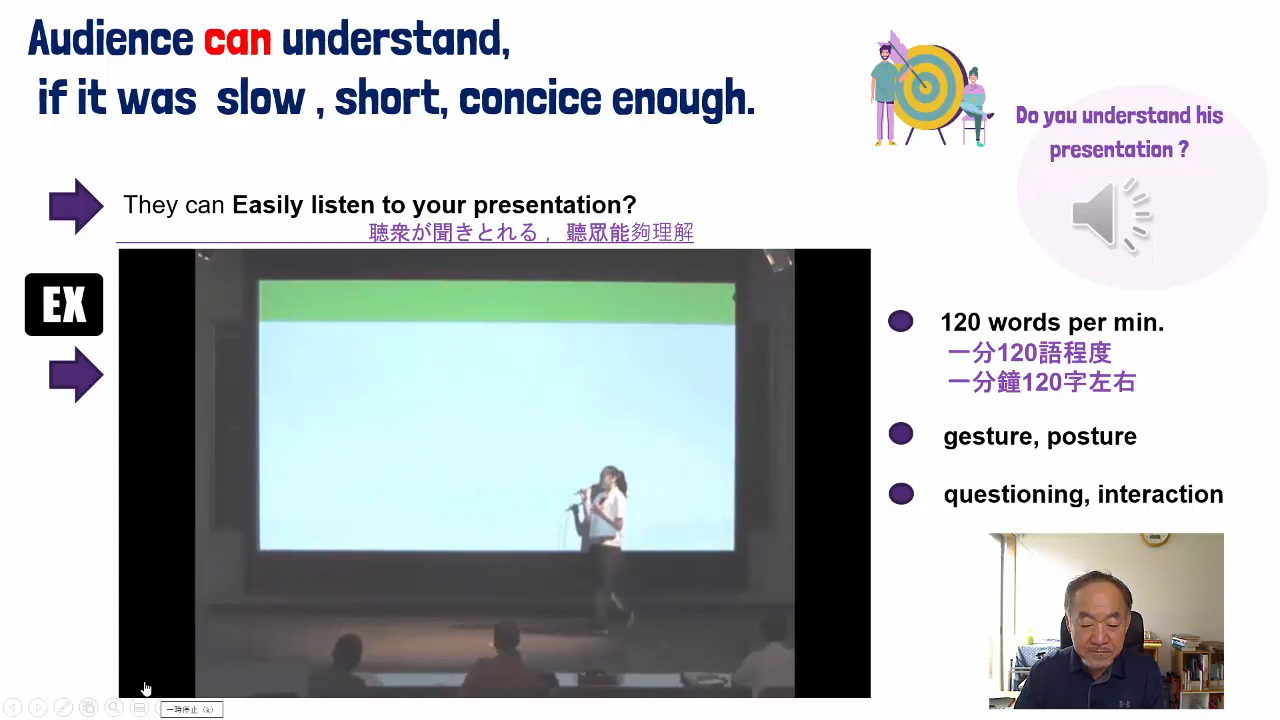 Audience can understand,
if it was slow , short, concice enough.
Do you understand his
presentation ?
They can Easily listen to your presentation?
聴衆が聞きとれる , 聽眾能夠理解
EX
120 words per min.
一分120語程度
一分鐘120字左右
gesture, posture
questioning, interaction
一時停止 (k)